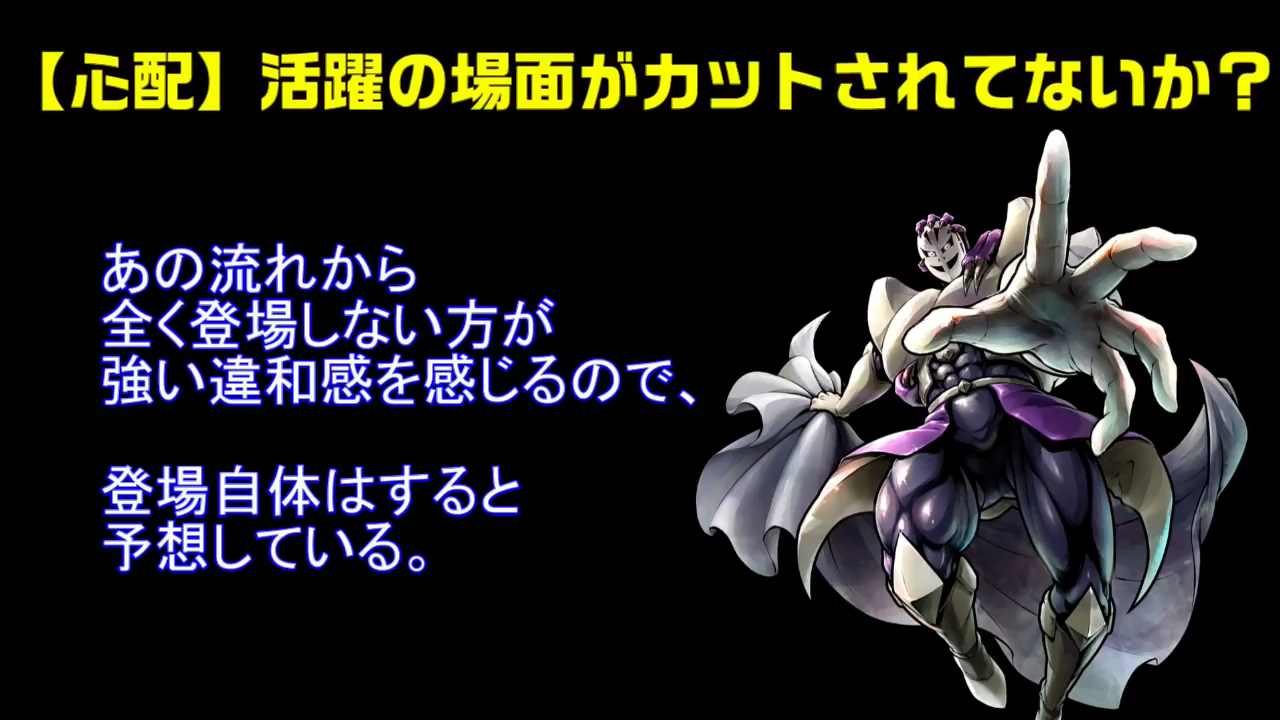 【心配】活躍の場面がカットされてないか?
あの流れから
全く登場しない方が
強い違和感を感じるので、
登場自体はすると
予想している。